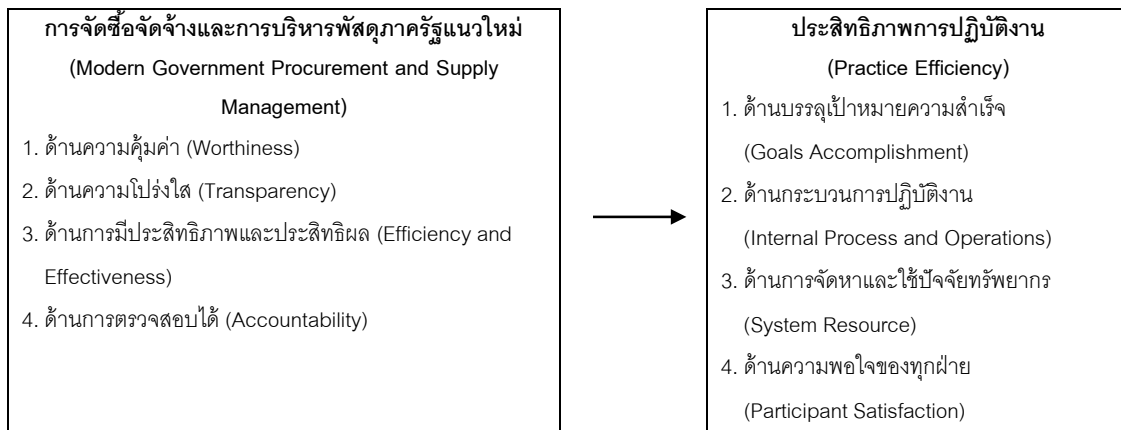 การจัดซื้อจัดจ้างและการบริหารพัสดุภาครัฐแนวใหม่
(Modern Government Procurement and Supply
Management)
1. ด้านความคุ้มค่า (Worthiness)
2. ด้านความโปร่งใส (Transparency)
3. ด้านการมีประสิทธิภาพและประสิทธิผล (Efficiency and
Effectiveness)
4. ด้านการตรวจสอบได้ (Accountability)
ประสิทธิภาพการปฏิบัติงาน
(Practice Efficiency)
1. ด้านบรรลุเป้าหมายความสำเร็จ
(Goals Accomplishment)
2. ด้านกระบวนการปฏิบัติงาน
(Internal Process and Operations)
3. ด้านการจัดหาและใช้ปัจจัยทรัพยากร
(System Resource)
4. ด้านความพอใจของทุกฝ่าย
(Participant Satisfaction)